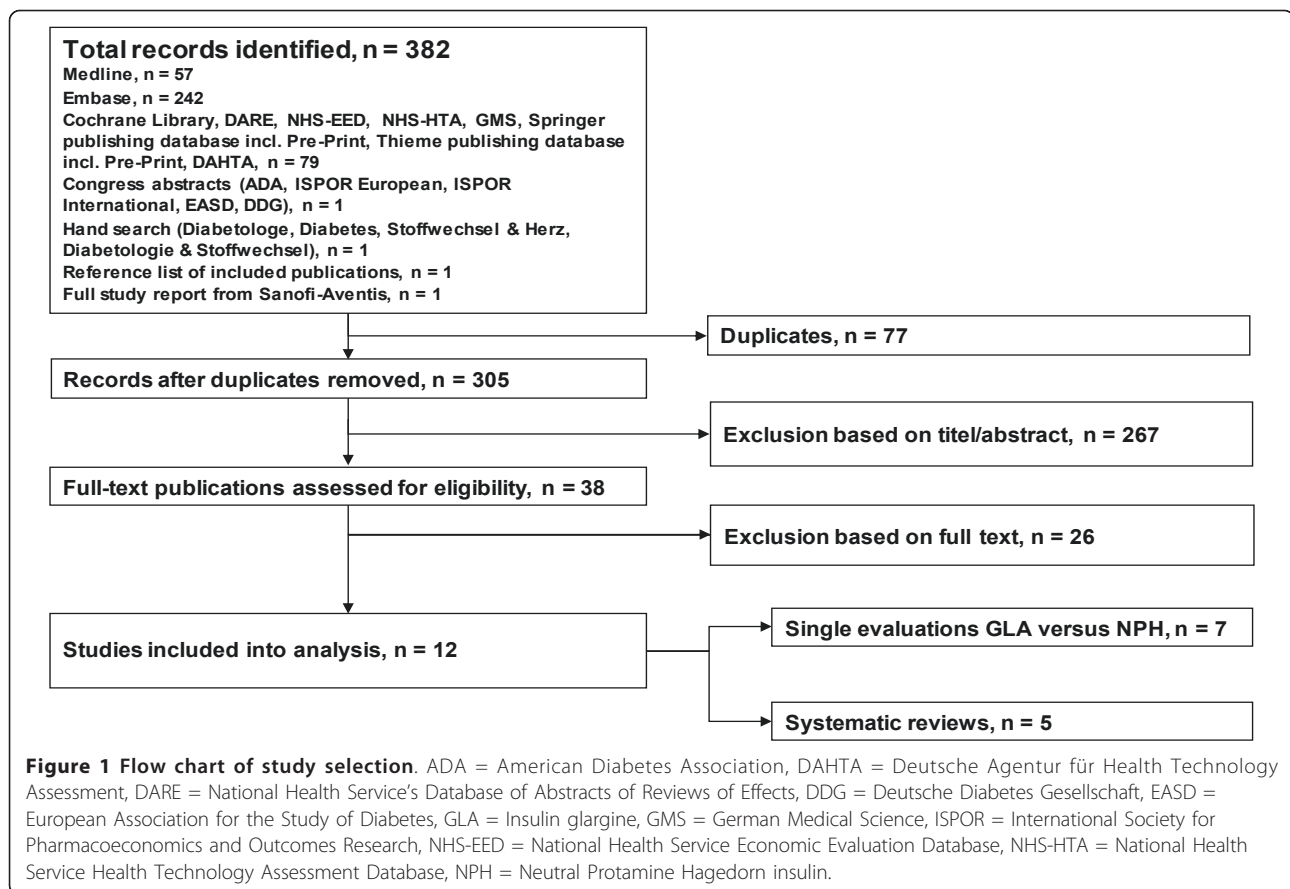 Total records identified, n = 382
Medline, n = 57
Embase, n = 242
Cochrane Library, DARE, NHS-EED, NHS-HTA, GMS, Springer
publishing database incl. Pre-Print, Thieme publishing database
incl. Pre-Print, DAHTA, n = 79
Congress abstracts (ADA, ISPOR European, ISPOR
International, EASD, DDG), n = 1
Hand search (Diabetologe, Diabetes, Stoffwechsel & Herz,
Diabetologie & Stoffwechsel), n = 1
Reference list of included publications, n = 1
Full study report from Sanofi-Aventis, n = 1
Duplicates, n = 77
Records after duplicates removed, n = 305
Exclusion based on titel/abstract, n = 267
Full-text publications assessed for eligibility, n = 38
Exclusion based on full text, n = 26
Studies included into analysis, n = 12
Single evaluations GLA versus NPH, n = 7
Systematic reviews, n = 5
Figure 1 Flow chart of study selection. ADA = American Diabetes Association, DAHTA = Deutsche Agentur für Health Technology
Assessment, DARE = National Health Service's Database of Abstracts of Reviews of Effects, DDG = Deutsche Diabetes Gesellschaft, EASD =
European Association for the Study of Diabetes, GLA = Insulin glargine, GMS = German Medical Science, ISPOR = International Society for
Pharmacoeconomics and Outcomes Research, NHS-EED = National Health Service Economic Evaluation Database, NHS-HTA = National Health
Service Health Technology Assessment Database, NPH = Neutral Protamine Hagedorn insulin.